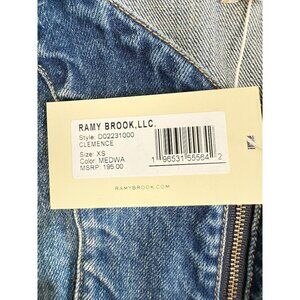 RAMY BROOK,LLC.
Style: D02231000
CLEMENCE
Size: XS
Color: MEDWA
MSRP: 195.00
1 96531 55564 2
RAMYBROOK.COM